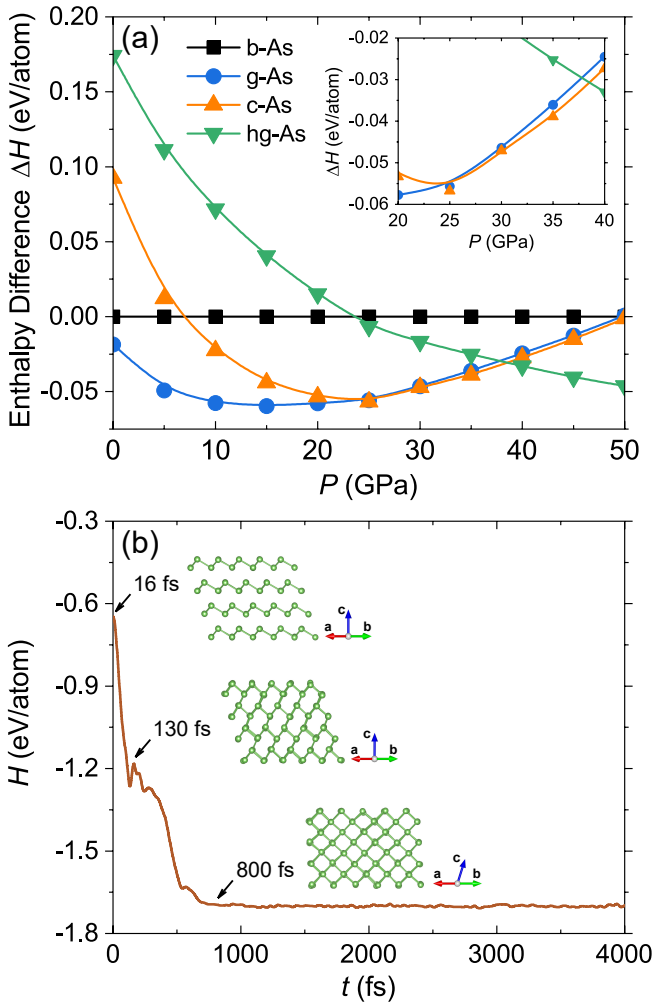 (a)
b-As
g-As
c-As
hg-As
Enthalpy Difference ΔH (eV/atom)
0.20
0.15
0.10
0.05
0.00
-0.05
0
10
20
30
40
50
P (GPa)
-0.02
-0.03
-0.04
-0.05
-0.06
ΔH (eV/atom)
20
25
30
35
40
P (GPa)
(b)
16 fs
130 fs
800 fs
c
a
b
c
a
b
c
a
b
H (eV/atom)
-0.3
-0.6
-0.9
-1.2
-1.5
-1.8
0
1000
2000
3000
4000
t (fs)